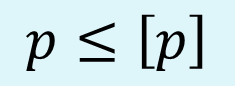 𝑝 ≤ [𝑝]